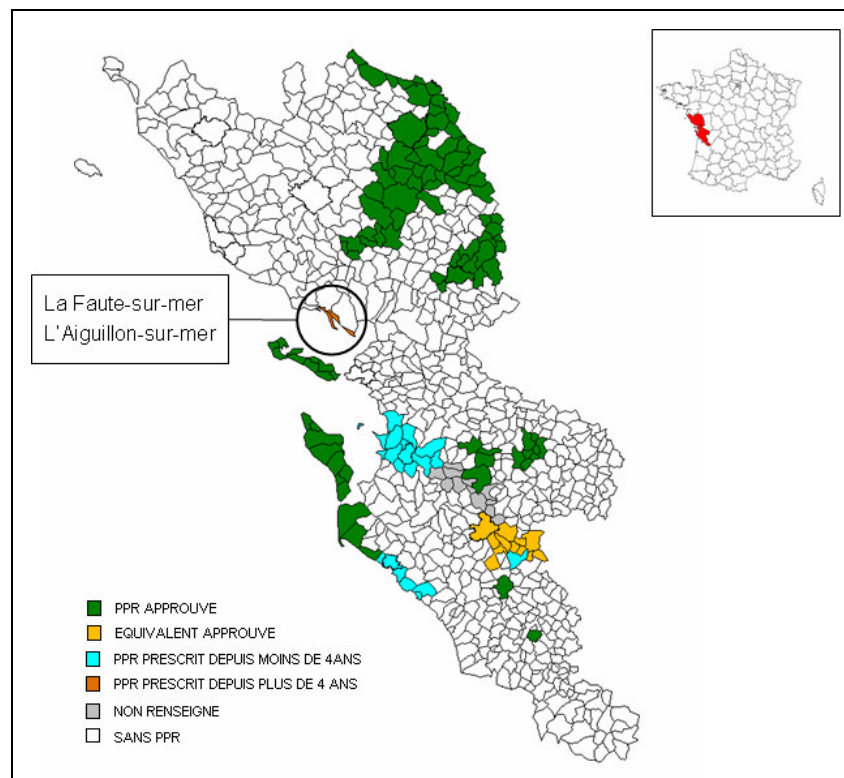 La Faute-sur-mer
L'Aiguillon-sur-mer
PPR APPROUVE
EQUIVALENT APPROUVE
PPR PRESCRIT DEPUIS MOINS DE 4ANS
PPR PRESCRIT DEPUIS PLUS DE 4 ANS
NON RENSEIGNE
SANS PPR